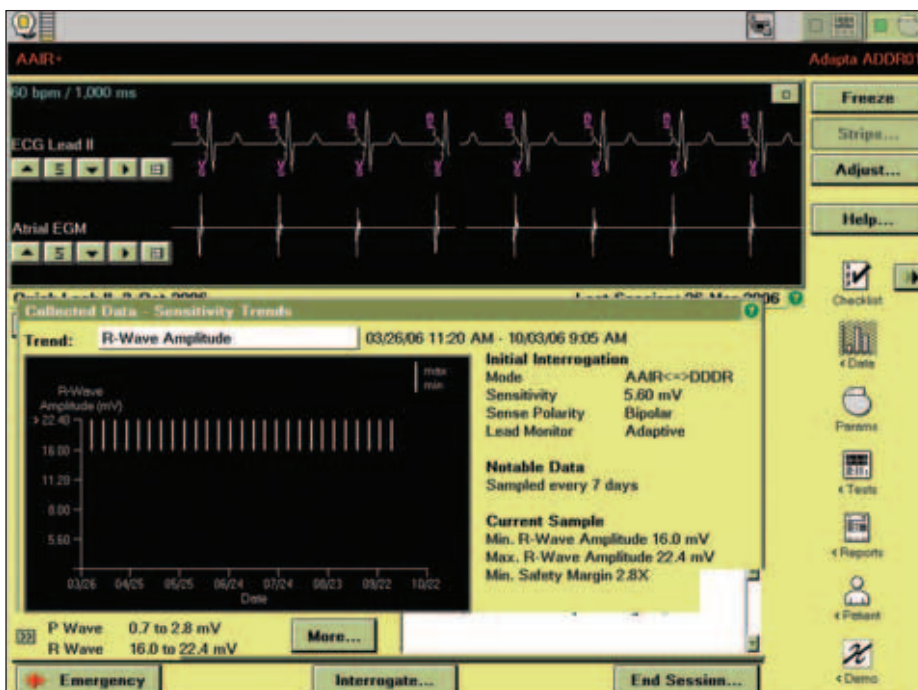 AAIR+
Adapta ADDR01
60 bpm / 1,000 ms
ECG Lead II
Atrial EGM
Freeze
Strips...
Adjust...
Help...
Checklist
< Data
Params
< Tests
< Reports
< Patient
< Demo
Collected Data - Sensitivity Trends
Trend: R-Wave Amplitude 03/26/06 11:20 AM - 10/03/06 9:05 AM
max
min
R-Wave
Amplitude (mV)
> 22.40
16.00
11.20
8.00
5.60
03/26 04/25 05/25 06/24 07/24 08/23 09/22 10/22
Date
Initial Interrogation
Mode AAIR<=>DDDR
Sensitivity 5.60 mV
Sense Polarity Bipolar
Lead Monitor Adaptive
Notable Data
Sampled every 7 days
Current Sample
Min. R-Wave Amplitude 16.0 mV
Max. R-Wave Amplitude 22.4 mV
Min. Safety Margin 2.8X
>> P Wave 0.7 to 2.8 mV
R Wave 16.0 to 22.4 mV
More...
Emergency
Interrogate...
End Session...